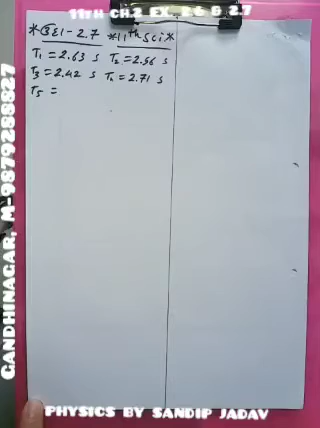 11TH CH.2 EX. 2.6 & 2.7
*उદા-2.7 *11th Sci*
T1 = 2.63 s T2 = 2.56 s
T3 = 2.42 s T4 = 2.71 s
T5 =
GANDHINAGAR, M-9879288827
PHYSICS BY SANDIP JADAV